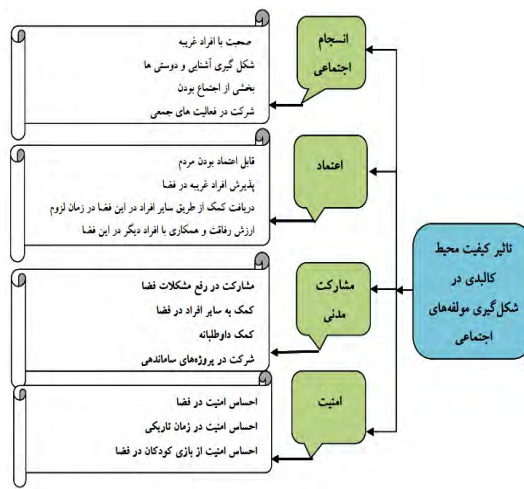 تاثیر کیفیت محیط
کالبدی در
شکل‌گیری مولفه‌های
اجتماعی
انسجام
اجتماعی
صحبت با افراد غریبه
شکل گیری آشنایی و دوستی ها
بخشی از اجتماع بودن
شرکت در فعالیت های جمعی
اعتماد
قابل اعتماد بودن مردم
پذیرش افراد غریبه در فضا
دریافت کمک از طریق سایر افراد در این فضا در زمان لزوم
ارزش رفاقت و همکاری با افراد دیگر در این فضا
مشارکت
مدنی
مشارکت در رفع مشکلات فضا
کمک به سایر افراد در فضا
کمک داوطلبانه
شرکت در پروژه‌های ساماندهی
امنیت
احساس امنیت در فضا
احساس امنیت در زمان تاریکی
احساس امنیت از بازی کودکان در فضا